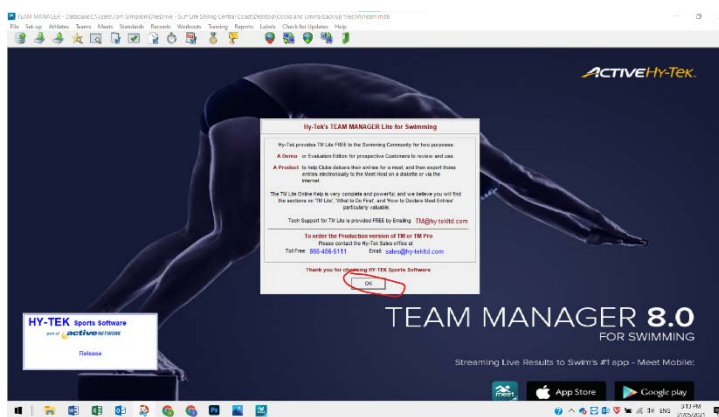 TEAM MANAGER - Database C:\Users\Tom Simpson\OneDrive - Surf Life Saving Central Coast\Desktop\Cocks and Umina Backup Files\Mytream.mdb
File Set-up Athletes Teams Meets Standards Records Workouts Training Reports Labels Check for Updates Help
ACTIVE HY-TEK.
Hy-Tek's TEAM MANAGER Lite for Swimming
Hy-Tek provides TM Lite FREE to the Swimming Community for two purposes:
A Demo or Evaluation Edition for prospective Customers to review and use.
A Product to help Clubs declare their entries for a meet and then export those
entries electronically to the Meet Host on a diskette or via the
Internet.
The TM Lite Online Help is very complete and powerful, and we believe you will find
the sections on 'TM Lite', 'What to Do First', and 'How to Declare Meet Entries'
particularly valuable.
Tech Support for TM Lite is provided FREE by Emailing TM@hy-tekltd.com
To order the Production version of TM or TM Pro
Please contact the Hy-Tek Sales office at
Toll Free: 866-456-5111 Email: sales@hy-tekltd.com
Thank you for choosing HY-TEK Sports Software
OK
TEAM MANAGER 8.0
FOR SWIMMING
HY-TEK Sports Software
part of active NETWORK
Release
Streaming Live Results to Swim's #1 app - Meet Mobile:
meet
App Store
Google play
ENG
3:13 PM
31/05/2021